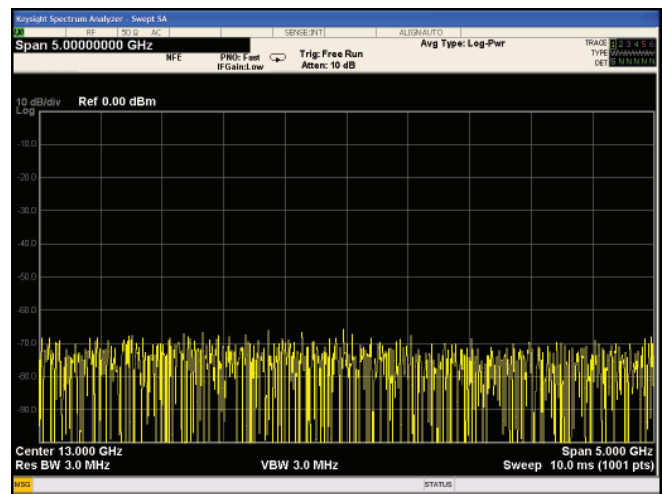 Keysight Spectrum Analyzer - Swept SA
RF 50 Ω AC SENSE:INT ALIGNAUTO
Span 5.00000000 GHz
NFE
PNO: Fast
IFGain:Low
Trig: Free Run
Atten: 10 dB
Avg Type: Log-Pwr
TRACE 1 2 3 4 5 6
TYPE
DET S N N N N N
10 dB/div Ref 0.00 dBm
Log
-10.0
-20.0
-30.0
-40.0
-50.0
-60.0
-70.0
-80.0
-90.0
Center 13.000 GHz Span 5.000 GHz
Res BW 3.0 MHz VBW 3.0 MHz Sweep 10.0 ms (1001 pts)
MSG STATUS